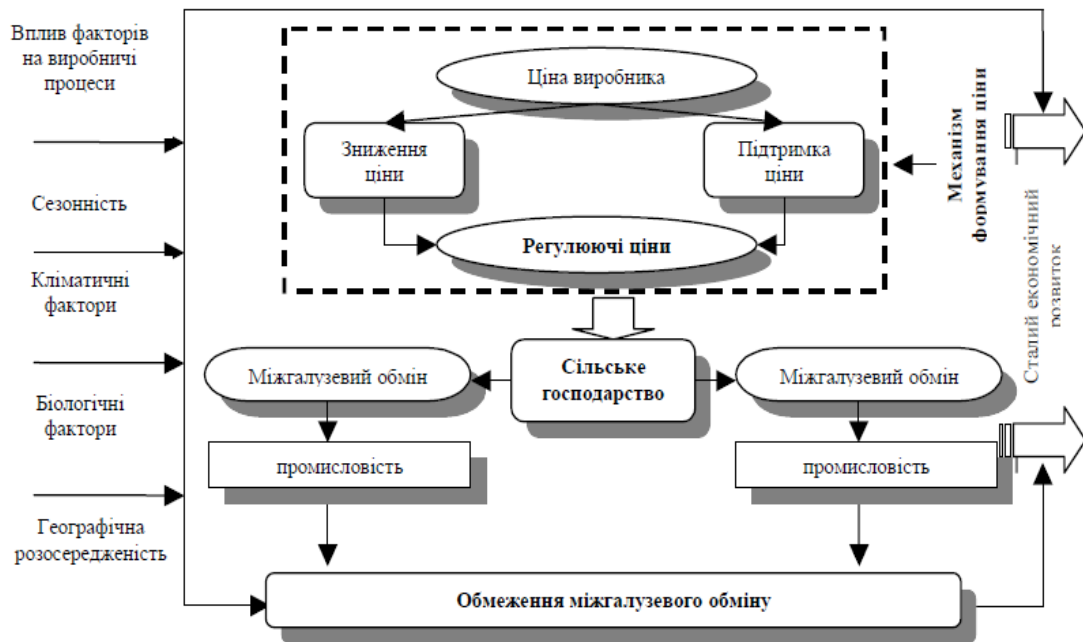 Вплив факторів
на виробничі
процеси
Сезонність
Кліматичні
фактори
Біологічні
фактори
Географічна
розосередженість
Ціна виробника
Зниження
ціни
Підтримка
ціни
Регулюючі ціни
Механізм
формування ціни
Сталий економічний
розвиток
Сільське
господарство
Міжгалузевий обмін
Міжгалузевий обмін
промисловість
промисловість
Обмеження міжгалузевого обміну